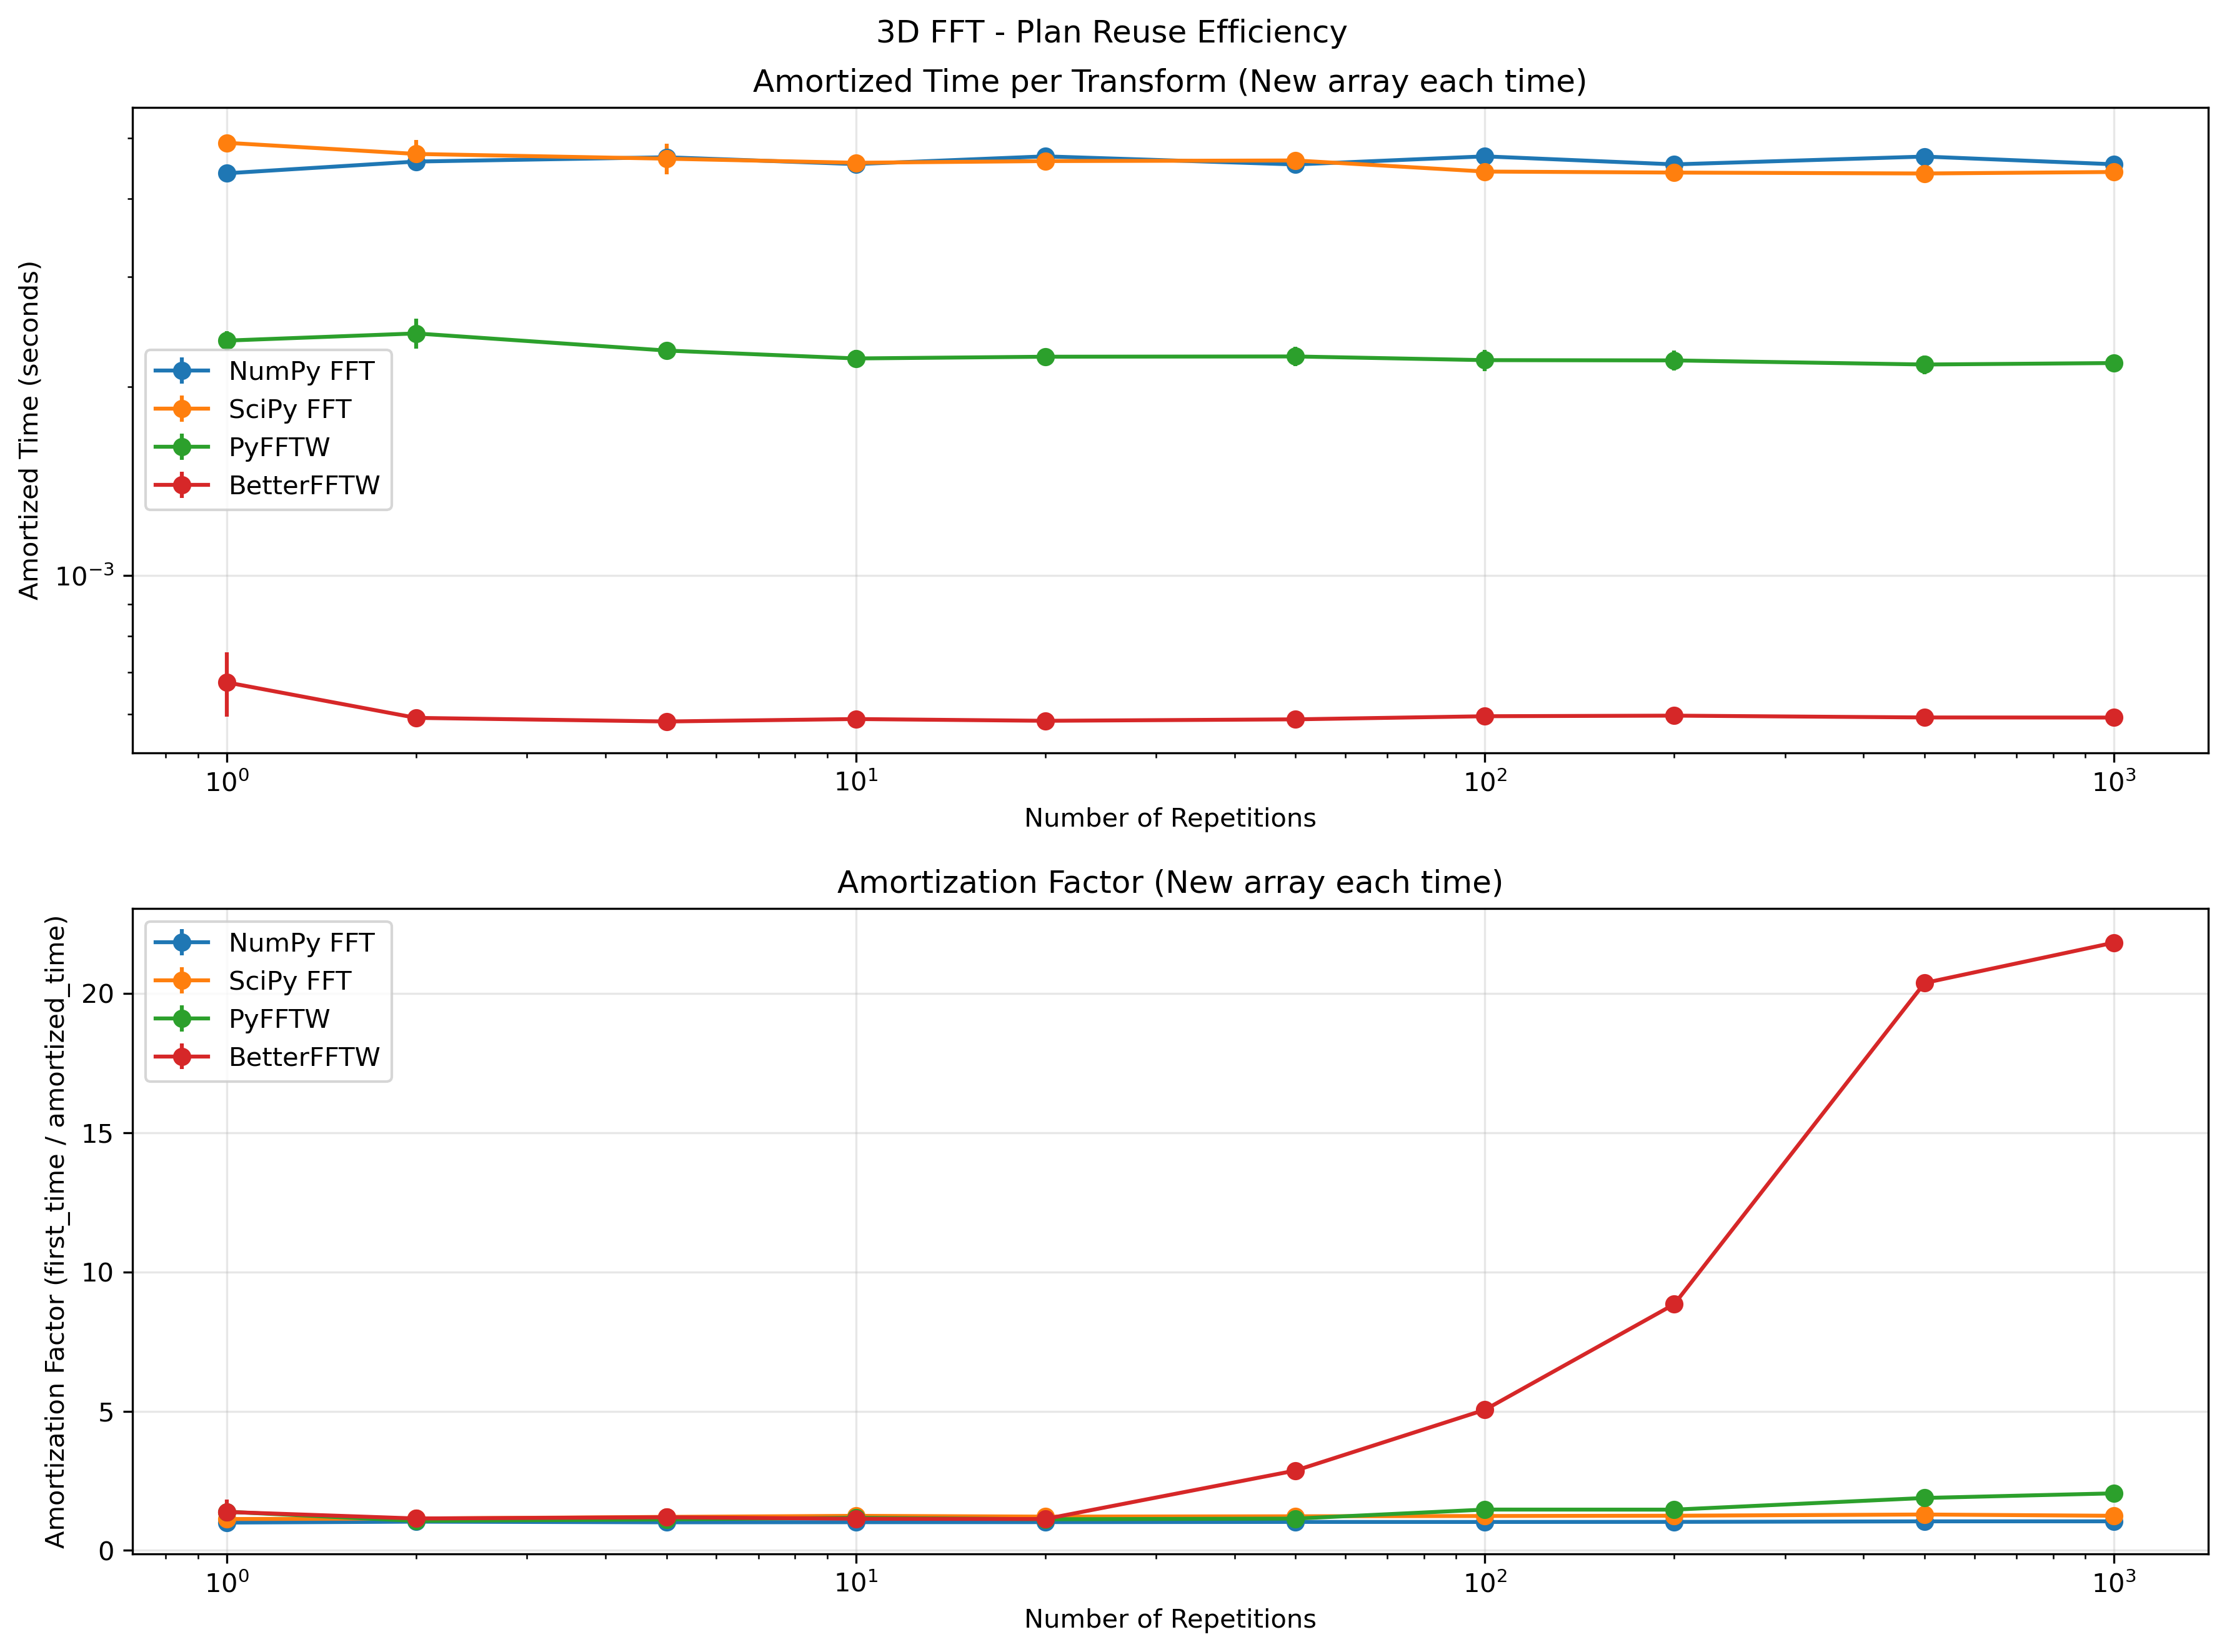 3D FFT - Plan Reuse Efficiency
Amortized Time per Transform (New array each time)
Amortized Time (seconds)
10⁻³
NumPy FFT
SciPy FFT
PyFFTW
BetterFFTW
10⁰ 10¹ 10² 10³
Number of Repetitions
Amortization Factor (New array each time)
Amortization Factor (first_time / amortized_time)
20
15
10
5
0
NumPy FFT
SciPy FFT
PyFFTW
BetterFFTW
10⁰ 10¹ 10² 10³
Number of Repetitions